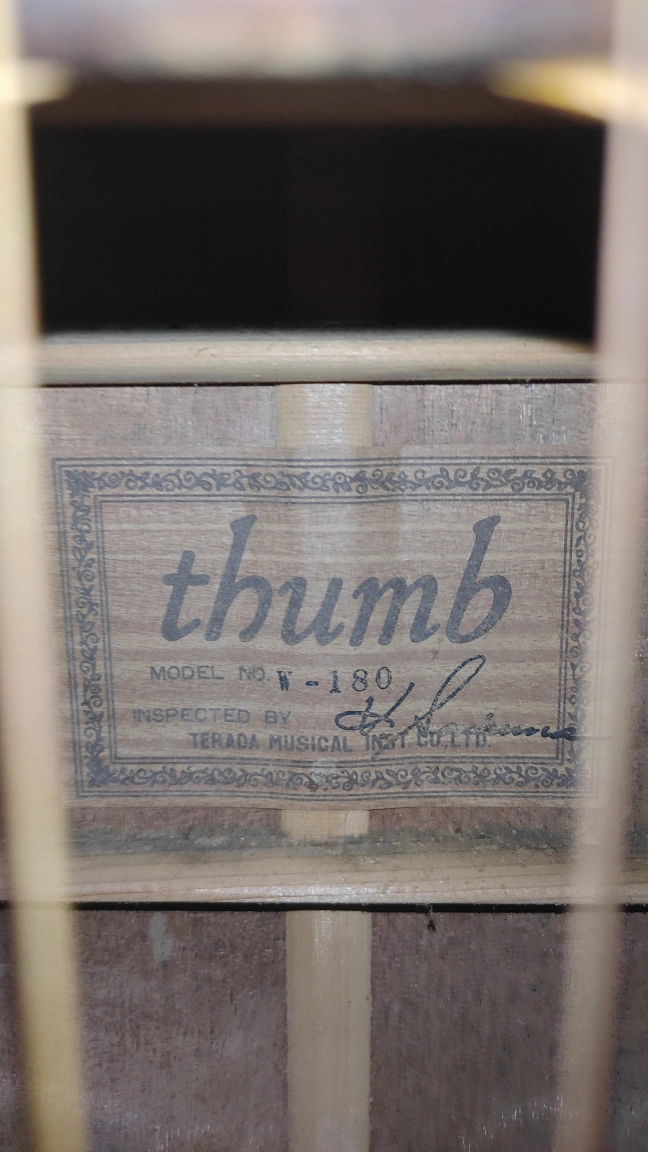 thumb
MODEL NO. W-180
INSPECTED BY
TERADA MUSICAL INST.CO.,LTD.